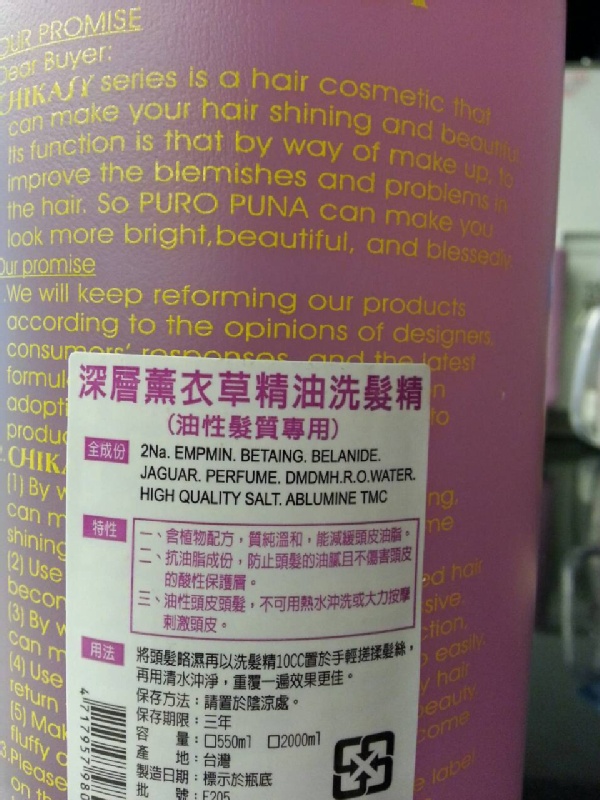 OUR PROMISE
Dear Buyer:
CHIKASY series is a hair cosmetic that
can make your hair shining and beautiful
Its function is that by way of make up, to
improve the blemishes and problems in
the hair. So PURO PUNA can make you
look more bright,beautiful, and blessedly
Our promise
.We will keep reforming our products
according to the opinions of designers,
consumers' responses, and the latest
深層薰衣草精油洗髮精
(油性髮質專用)
全成份
2Na. EMPMIN. BETAING. BELANIDE.
JAGUAR. PERFUME. DMDMH.R.O.WATER.
HIGH QUALITY SALT. ABLUMINE TMC
特性
一、含植物配方，質純溫和，能減緩頭皮油脂。
二、抗油脂成份，防止頭髮的油膩且不傷害頭皮
的酸性保護層。
三、油性頭皮頭髮，不可用熱水沖洗或大力按摩
刺激頭皮。
用法
將頭髮略濕再以洗髮精10CC置於手輕搓揉髮絲，
再用清水沖淨，重覆一遍效果更佳。
保存方法：請置於陰涼處。
保存期限：三年
容 量：□550ml □2000ml
產 地：台灣
製造日期：標示於瓶底
批 號：F205
4717957980